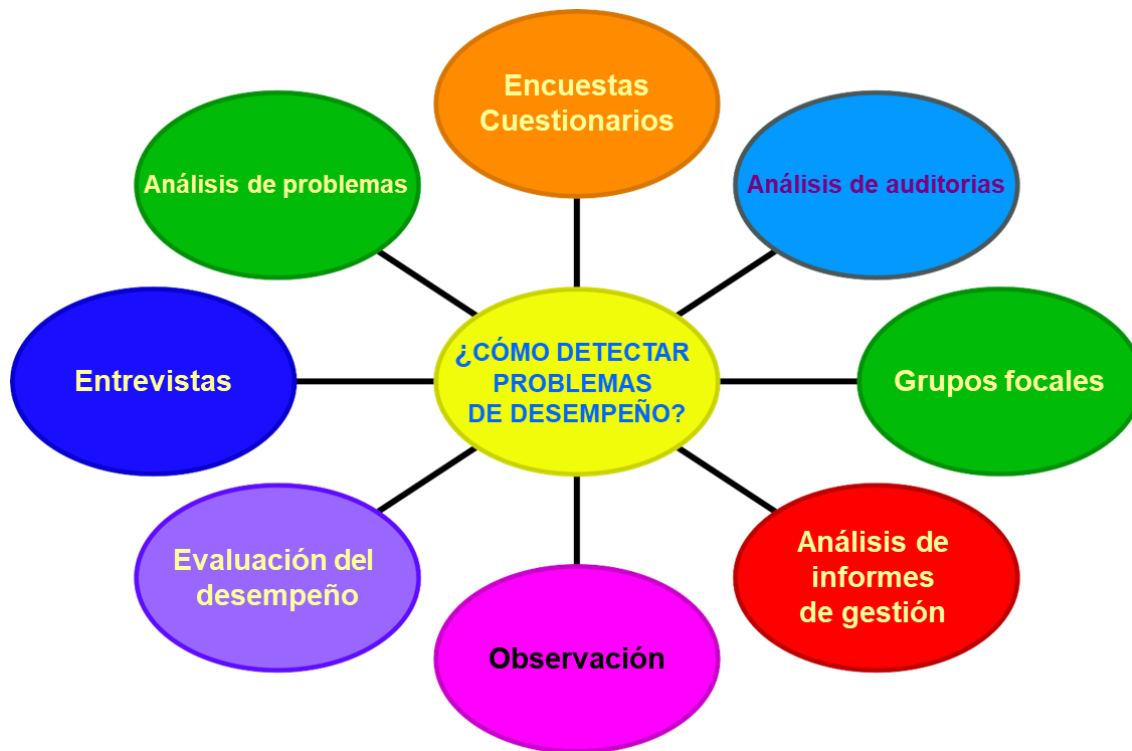 Encuestas
Cuestionarios
Análisis de problemas
Análisis de auditorias
Entrevistas
¿CÓMO DETECTAR
PROBLEMAS
DE DESEMPEÑO?
Grupos focales
Evaluación del
desempeño
Análisis de
informes
de gestión
Observación